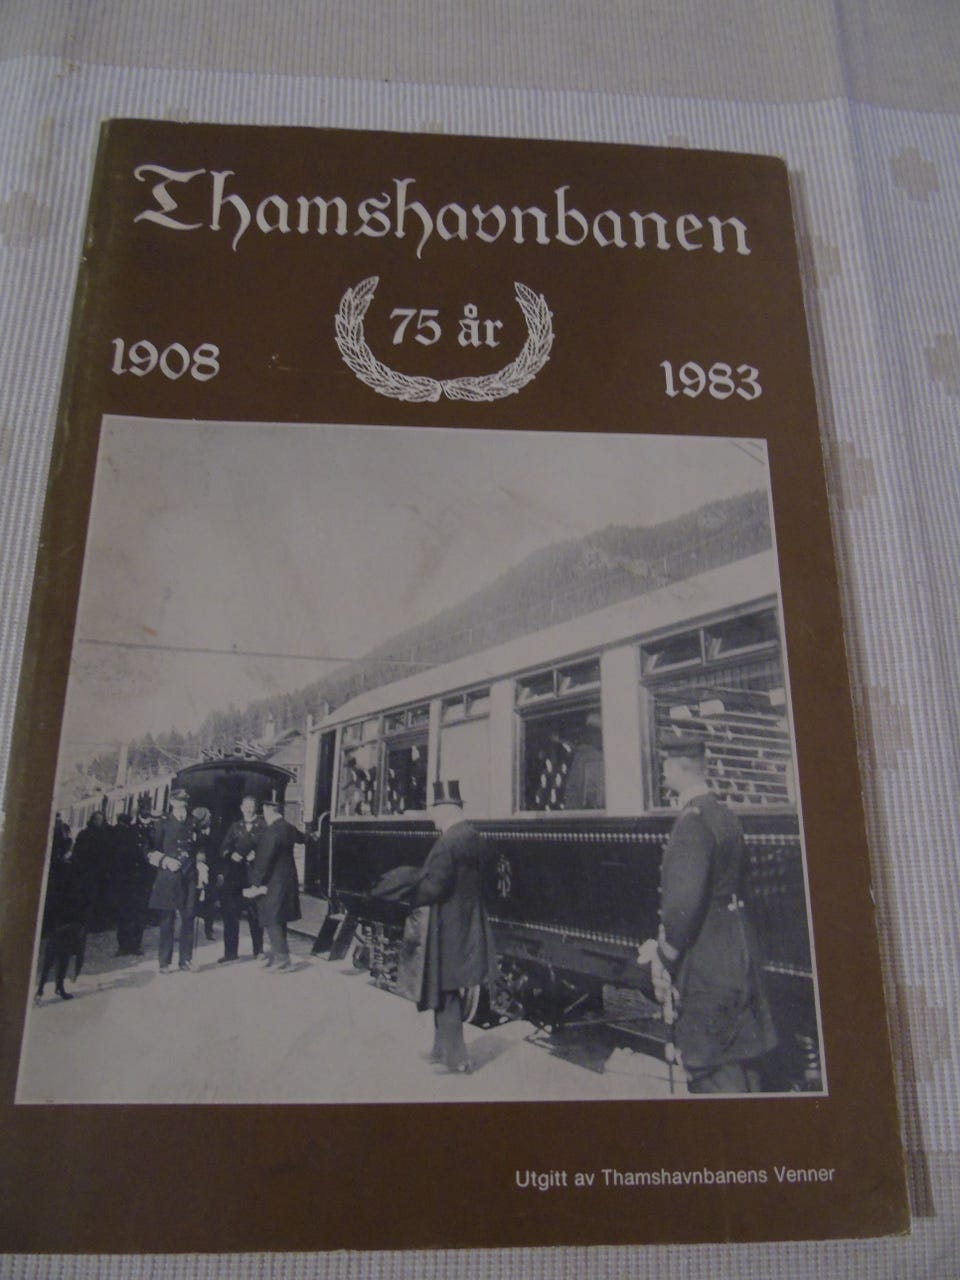 Thamshavnbanen
75 år
1908
1983
Utgitt av Thamshavnbanens Venner